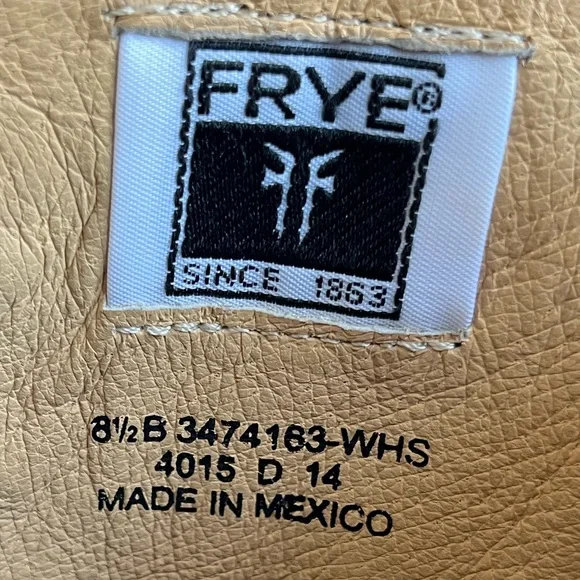 FRYE®
SINCE 1863
8½ B 3474163-WHS
4015 D 14
MADE IN MEXICO